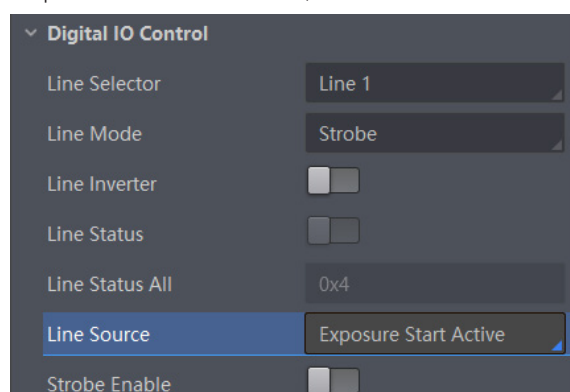 Digital IO Control
Line Selector Line 1
Line Mode Strobe
Line Inverter
Line Status
Line Status All 0x4
Line Source Exposure Start Active
Strobe Enable